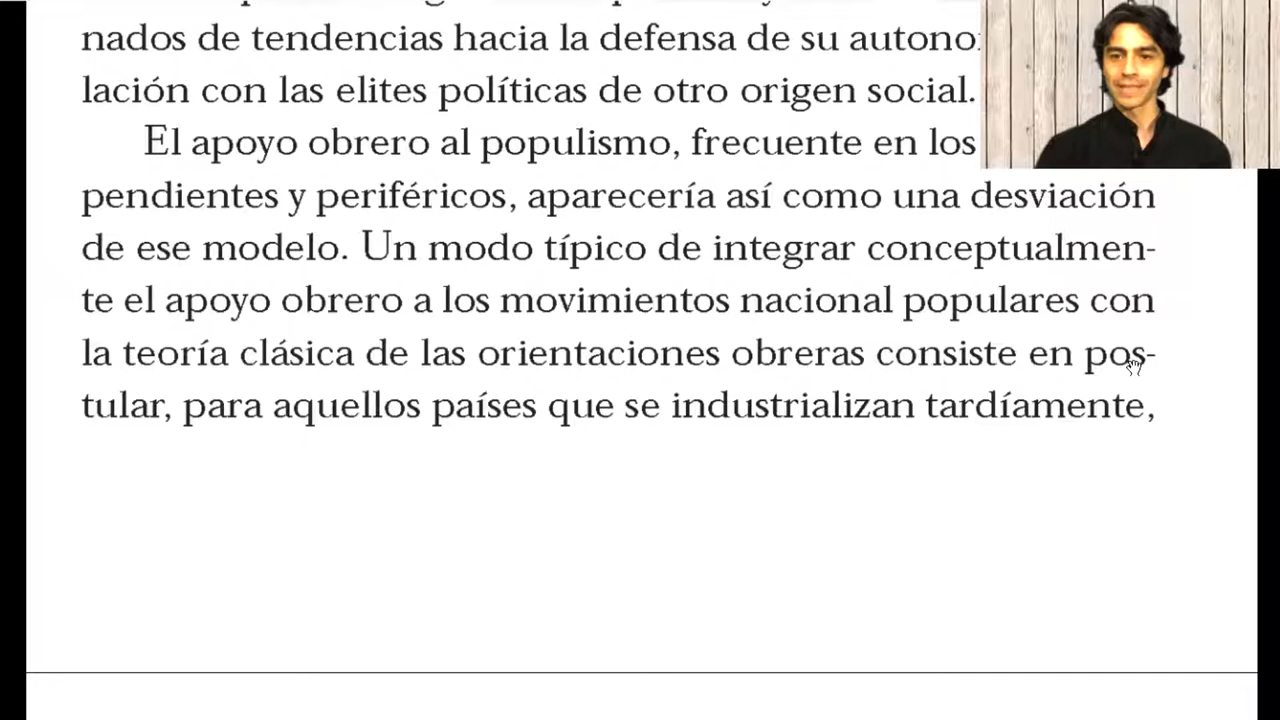 nados de tendencias hacia la defensa de su
lación con las elites políticas de otro origen social.
El apoyo obrero al populismo, frecuente en los
pendientes y periféricos, aparecería así como una desviación
de ese modelo. Un modo típico de integrar conceptualmen-
te el apoyo obrero a los movimientos nacional populares con
la teoría clásica de las orientaciones obreras consiste en pos-
tular, para aquellos países que se industrializan tardíamente,